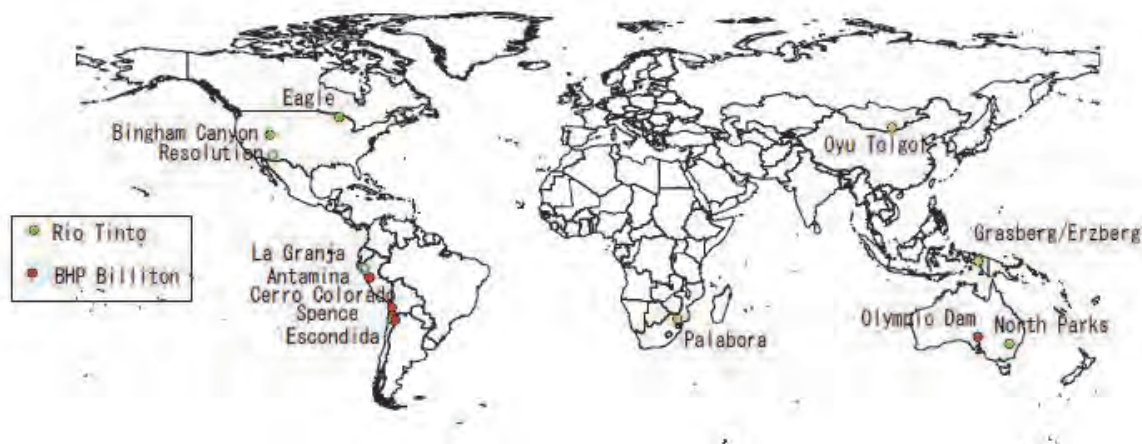 Eagle
Bingham Canyon
Resolution
Oyu Tolgoi
Rio Tinto
BHP Billiton
La Granja
Antamina
Cerro Colorado
Spence
Escondida
Grasberg/Erzberg
Palabora
Olympic Dam
North Parks